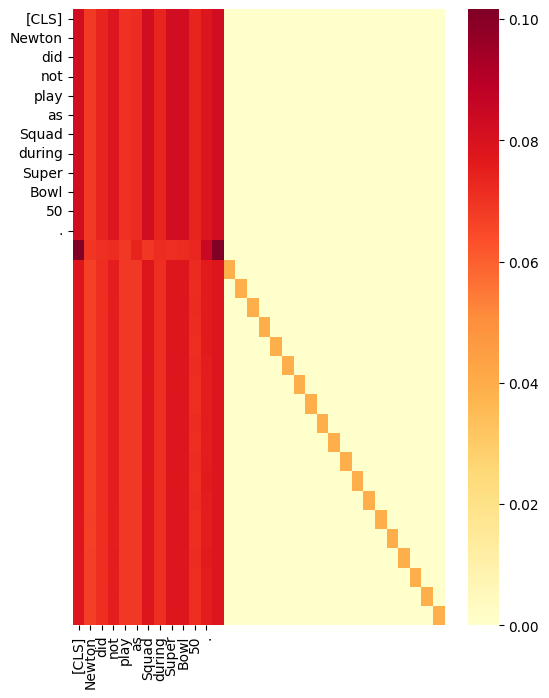 [CLS]
Newton
did
not
play
as
Squad
during
Super
Bowl
50
.
0.10
0.08
0.06
0.04
0.02
0.00
[CLS]
Newton
did
not
play
as
Squad
during
Super
Bowl
50
.